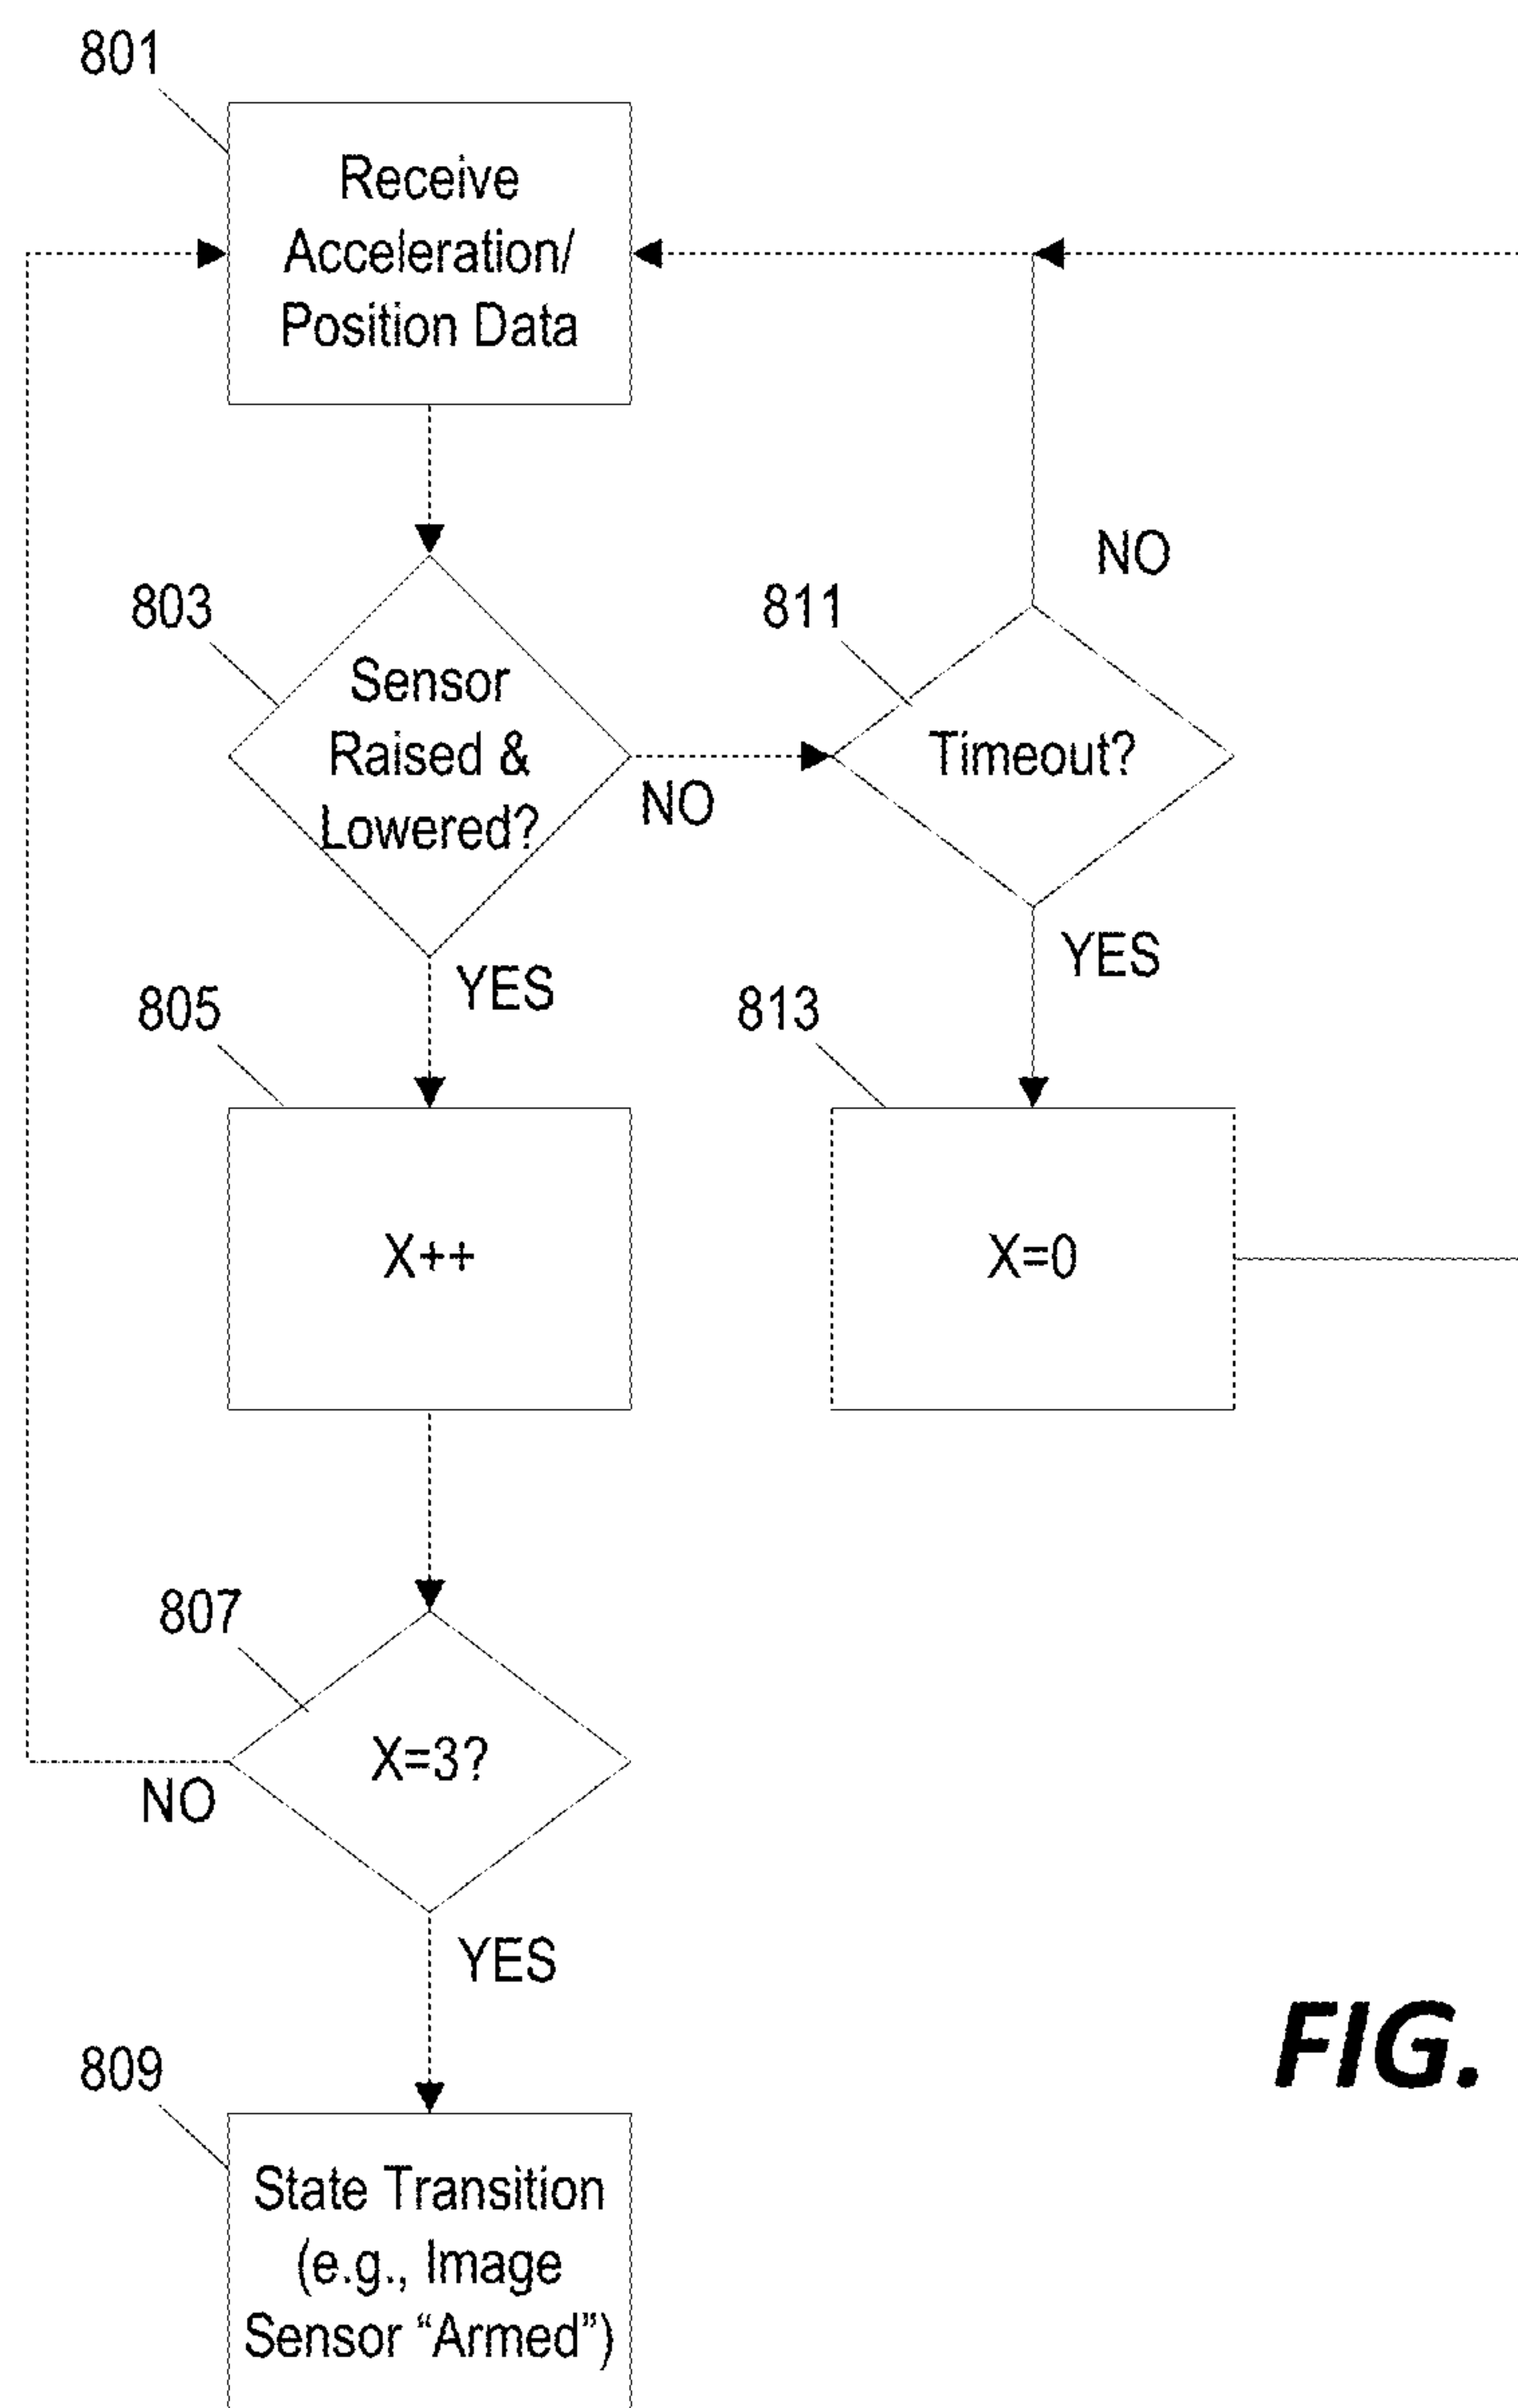 801
Receive
Acceleration/
Position Data
803
Sensor
Raised &
Lowered?
NO
811
Timeout?
NO
YES
YES
805
X++
813
X=0
807
X=3?
NO
YES
809
State Transition
(e.g., Image
Sensor “Armed”)
FIG.